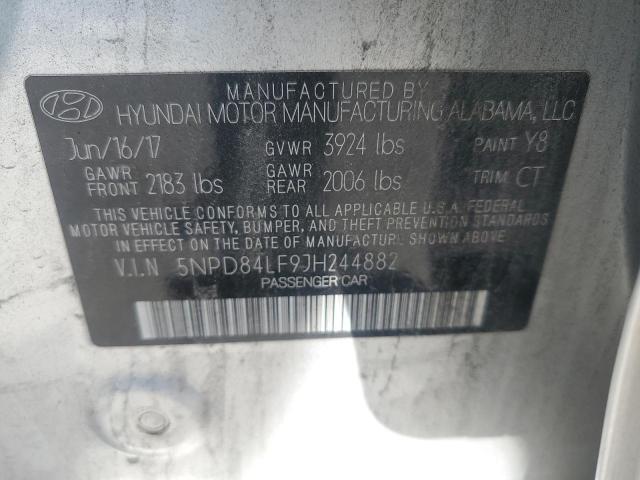 MANUFACTURED BY
HYUNDAI MOTOR MANUFACTURING ALABAMA, LLC
Jun/16/17 GVWR 3924 lbs PAINT Y8
GAWR FRONT 2183 lbs GAWR REAR 2006 lbs TRIM CT
THIS VEHICLE CONFORMS TO ALL APPLICABLE U.S.A FEDERAL
MOTOR VEHICLE SAFETY, BUMPER, AND THEFT PREVENTION STANDARDS
IN EFFECT ON THE DATE OF MANUFACTURE SHOWN ABOVE.
V.I.N 5NPD84LF9JH244882
PASSENGER CAR